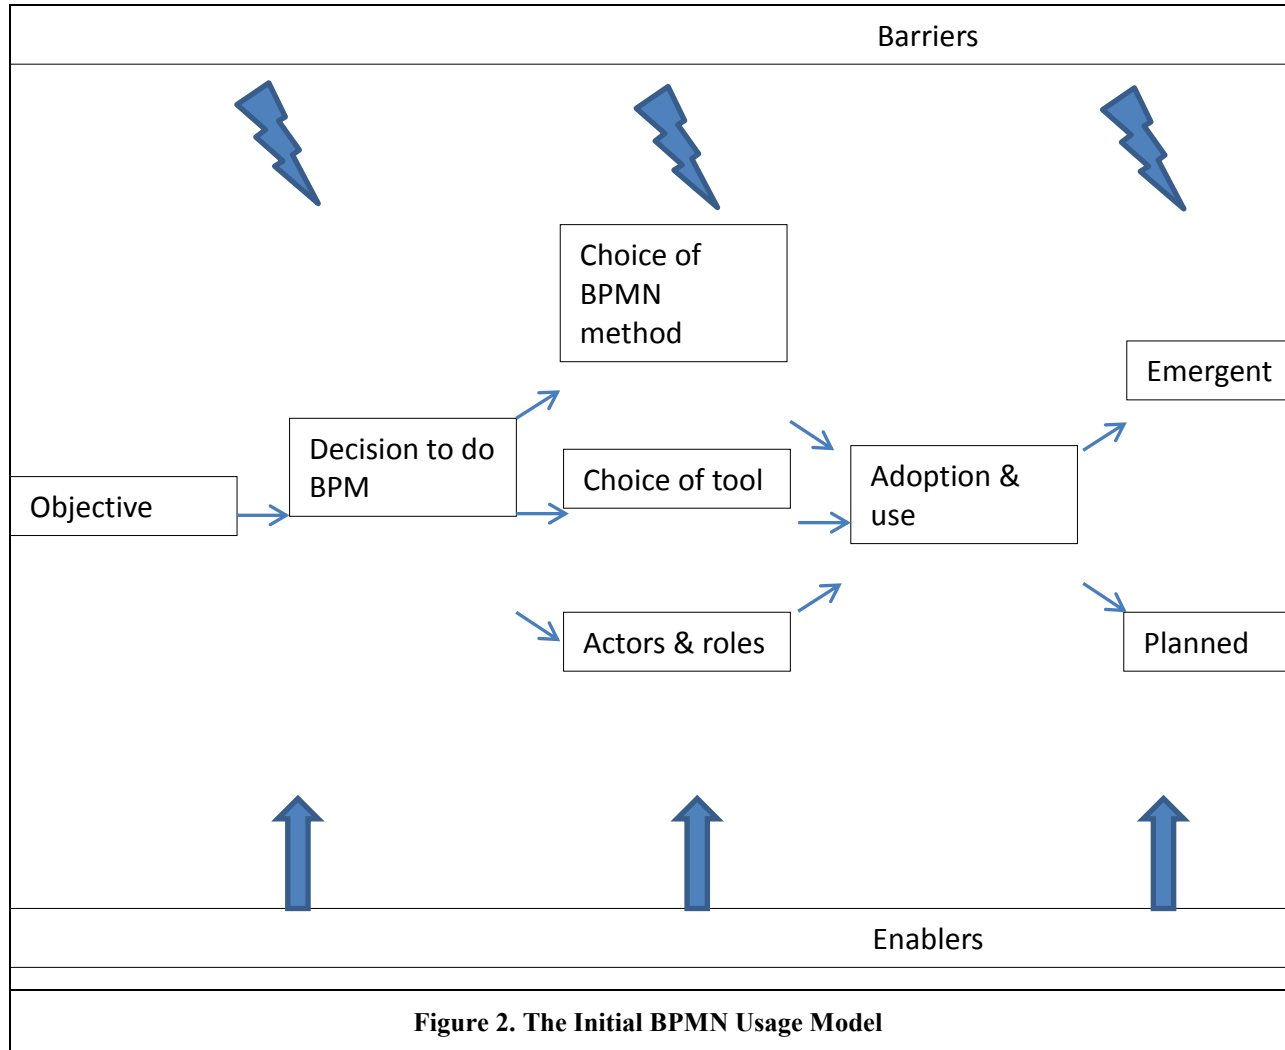 Barriers
Choice of
BPMN
method
Emergent
Decision to do
BPM
Choice of tool
Adoption &
use
Objective
Actors & roles
Planned
Enablers
Figure 2. The Initial BPMN Usage Model